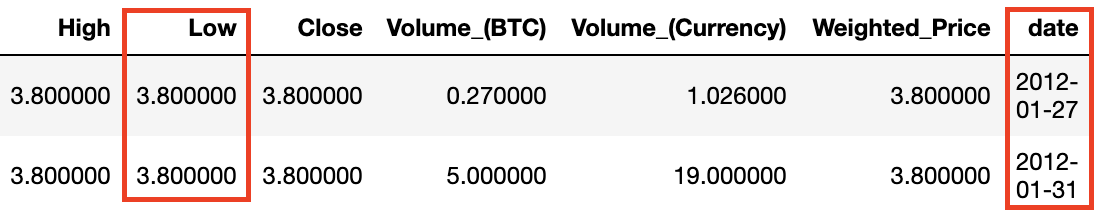 High Low Close Volume_(BTC) Volume_(Currency) Weighted_Price date
3.800000 3.800000 3.800000 0.270000 1.026000 3.800000 2012-
01-27
3.800000 3.800000 3.800000 5.000000 19.000000 3.800000 2012-
01-31